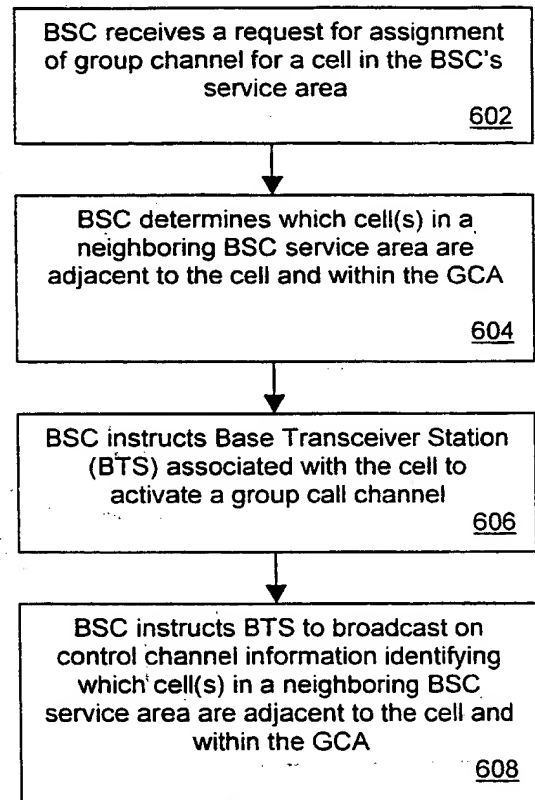 BSC receives a request for assignment
of group channel for a cell in the BSC's
service area
602
BSC determines which cell(s) in a
neighboring BSC service area are
adjacent to the cell and within the GCA
604
BSC instructs Base Transceiver Station
(BTS) associated with the cell to
activate a group call channel
606
BSC instructs BTS to broadcast on
control channel information identifying
which cell(s) in a neighboring BSC
service area are adjacent to the cell and
within the GCA
608